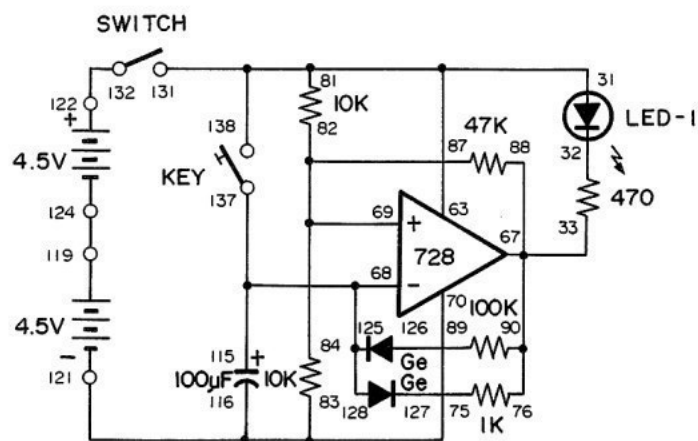 SWITCH
132 131
122
+
4.5V
124
119
4.5V
-
121
138
KEY
137
81
10K
82
47K
87 88
31
LED-1
32
470
33
69 + 63
728
67
68 -
70
100K
125 126 89 90
Ge
Ge
128 127 75 76
1K
115 +
100µF
116
84
10K
83